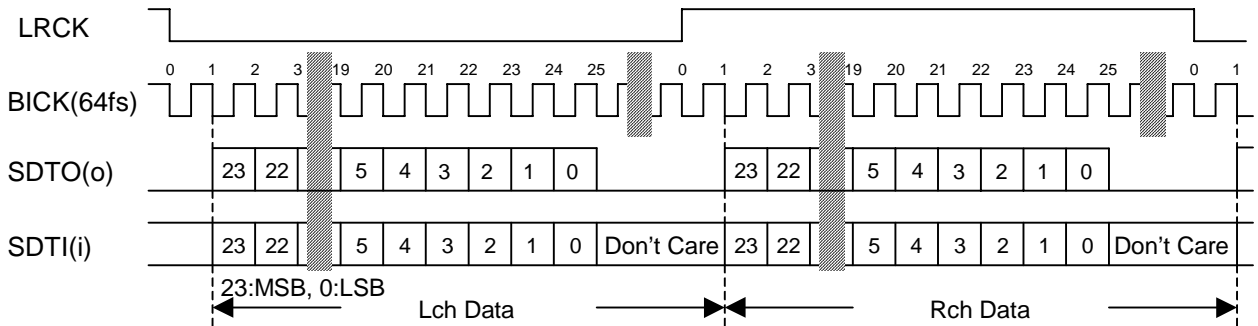 LRCK
0 1 2 3 19 20 21 22 23 24 25 0 1 2 3 19 20 21 22 23 24 25 0 1
BICK(64fs)
SDTO(o) 23 22 5 4 3 2 1 0 23 22 5 4 3 2 1 0
SDTI(i) 23 22 5 4 3 2 1 0 Don't Care 23 22 5 4 3 2 1 0 Don't Care
23:MSB, 0:LSB
Lch Data Rch Data